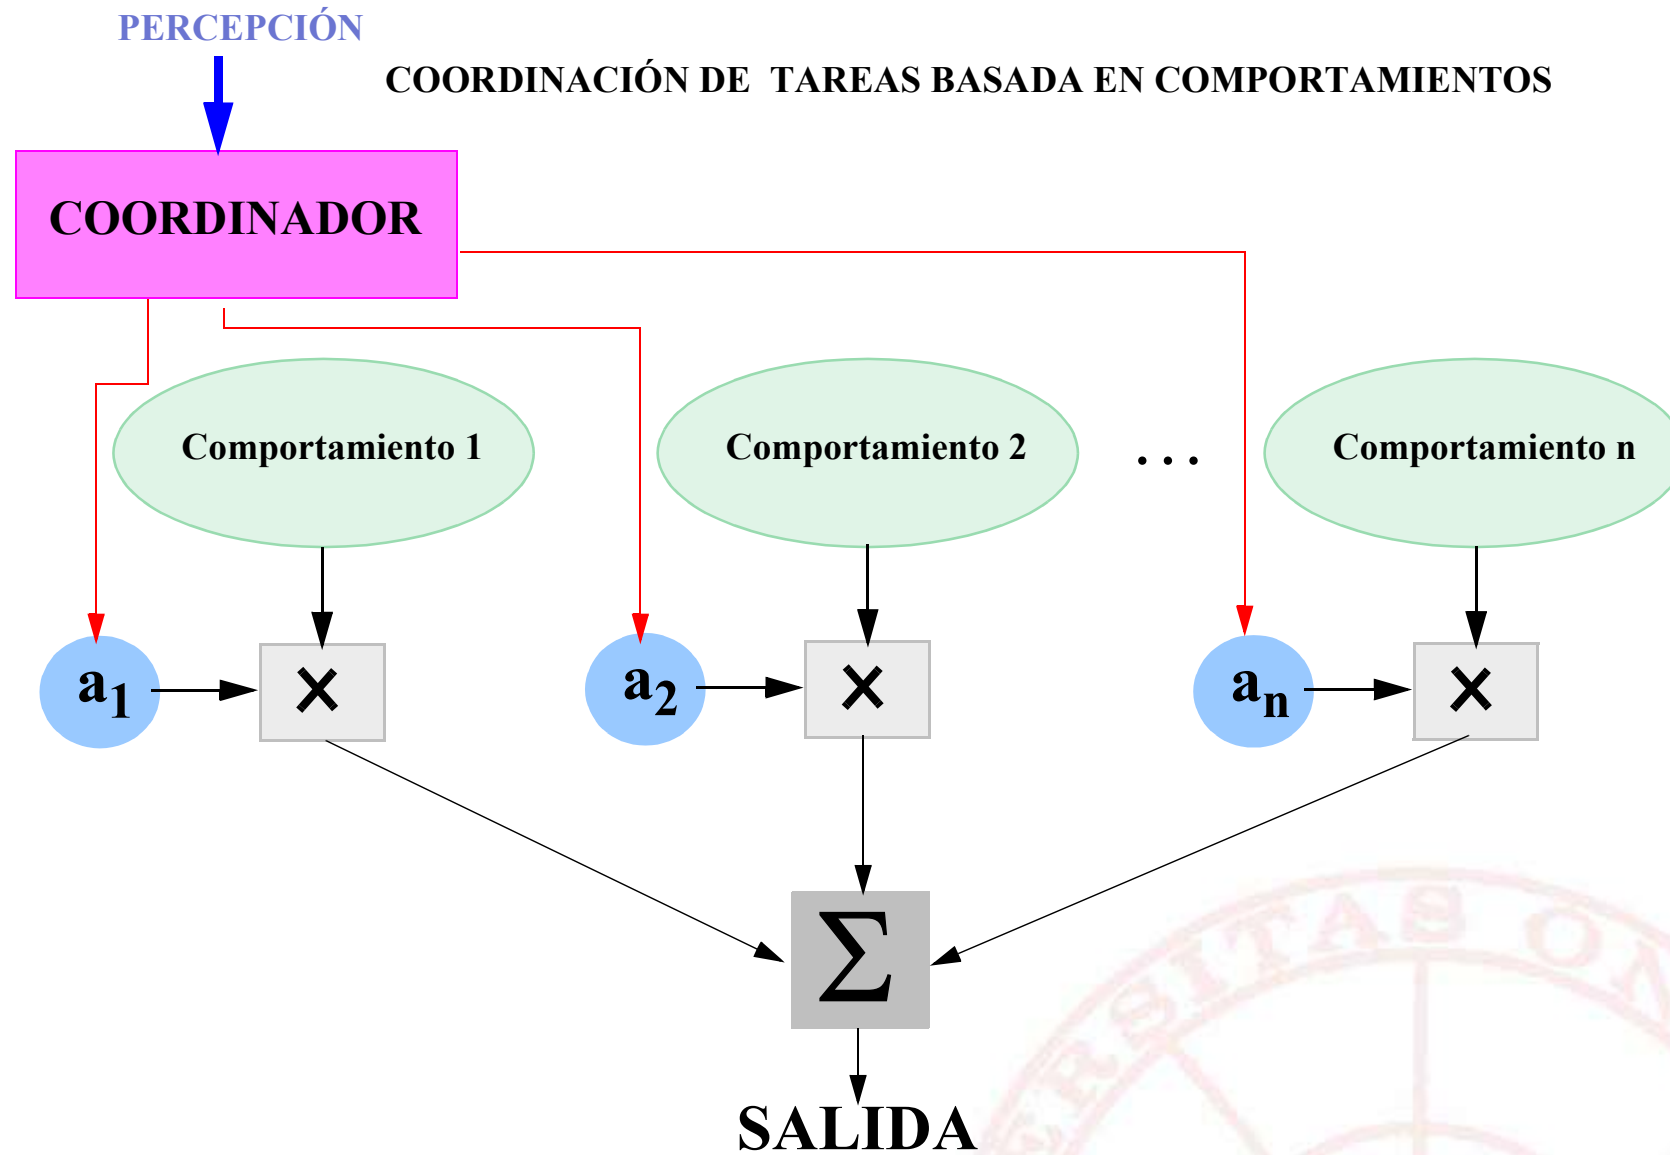 PERCEPCIÓN
COORDINACIÓN DE TAREAS BASADA EN COMPORTAMIENTOS
COORDINADOR
Comportamiento 1
Comportamiento 2
. . .
Comportamiento n
a1
×
a2
×
an
×
Σ
SALIDA